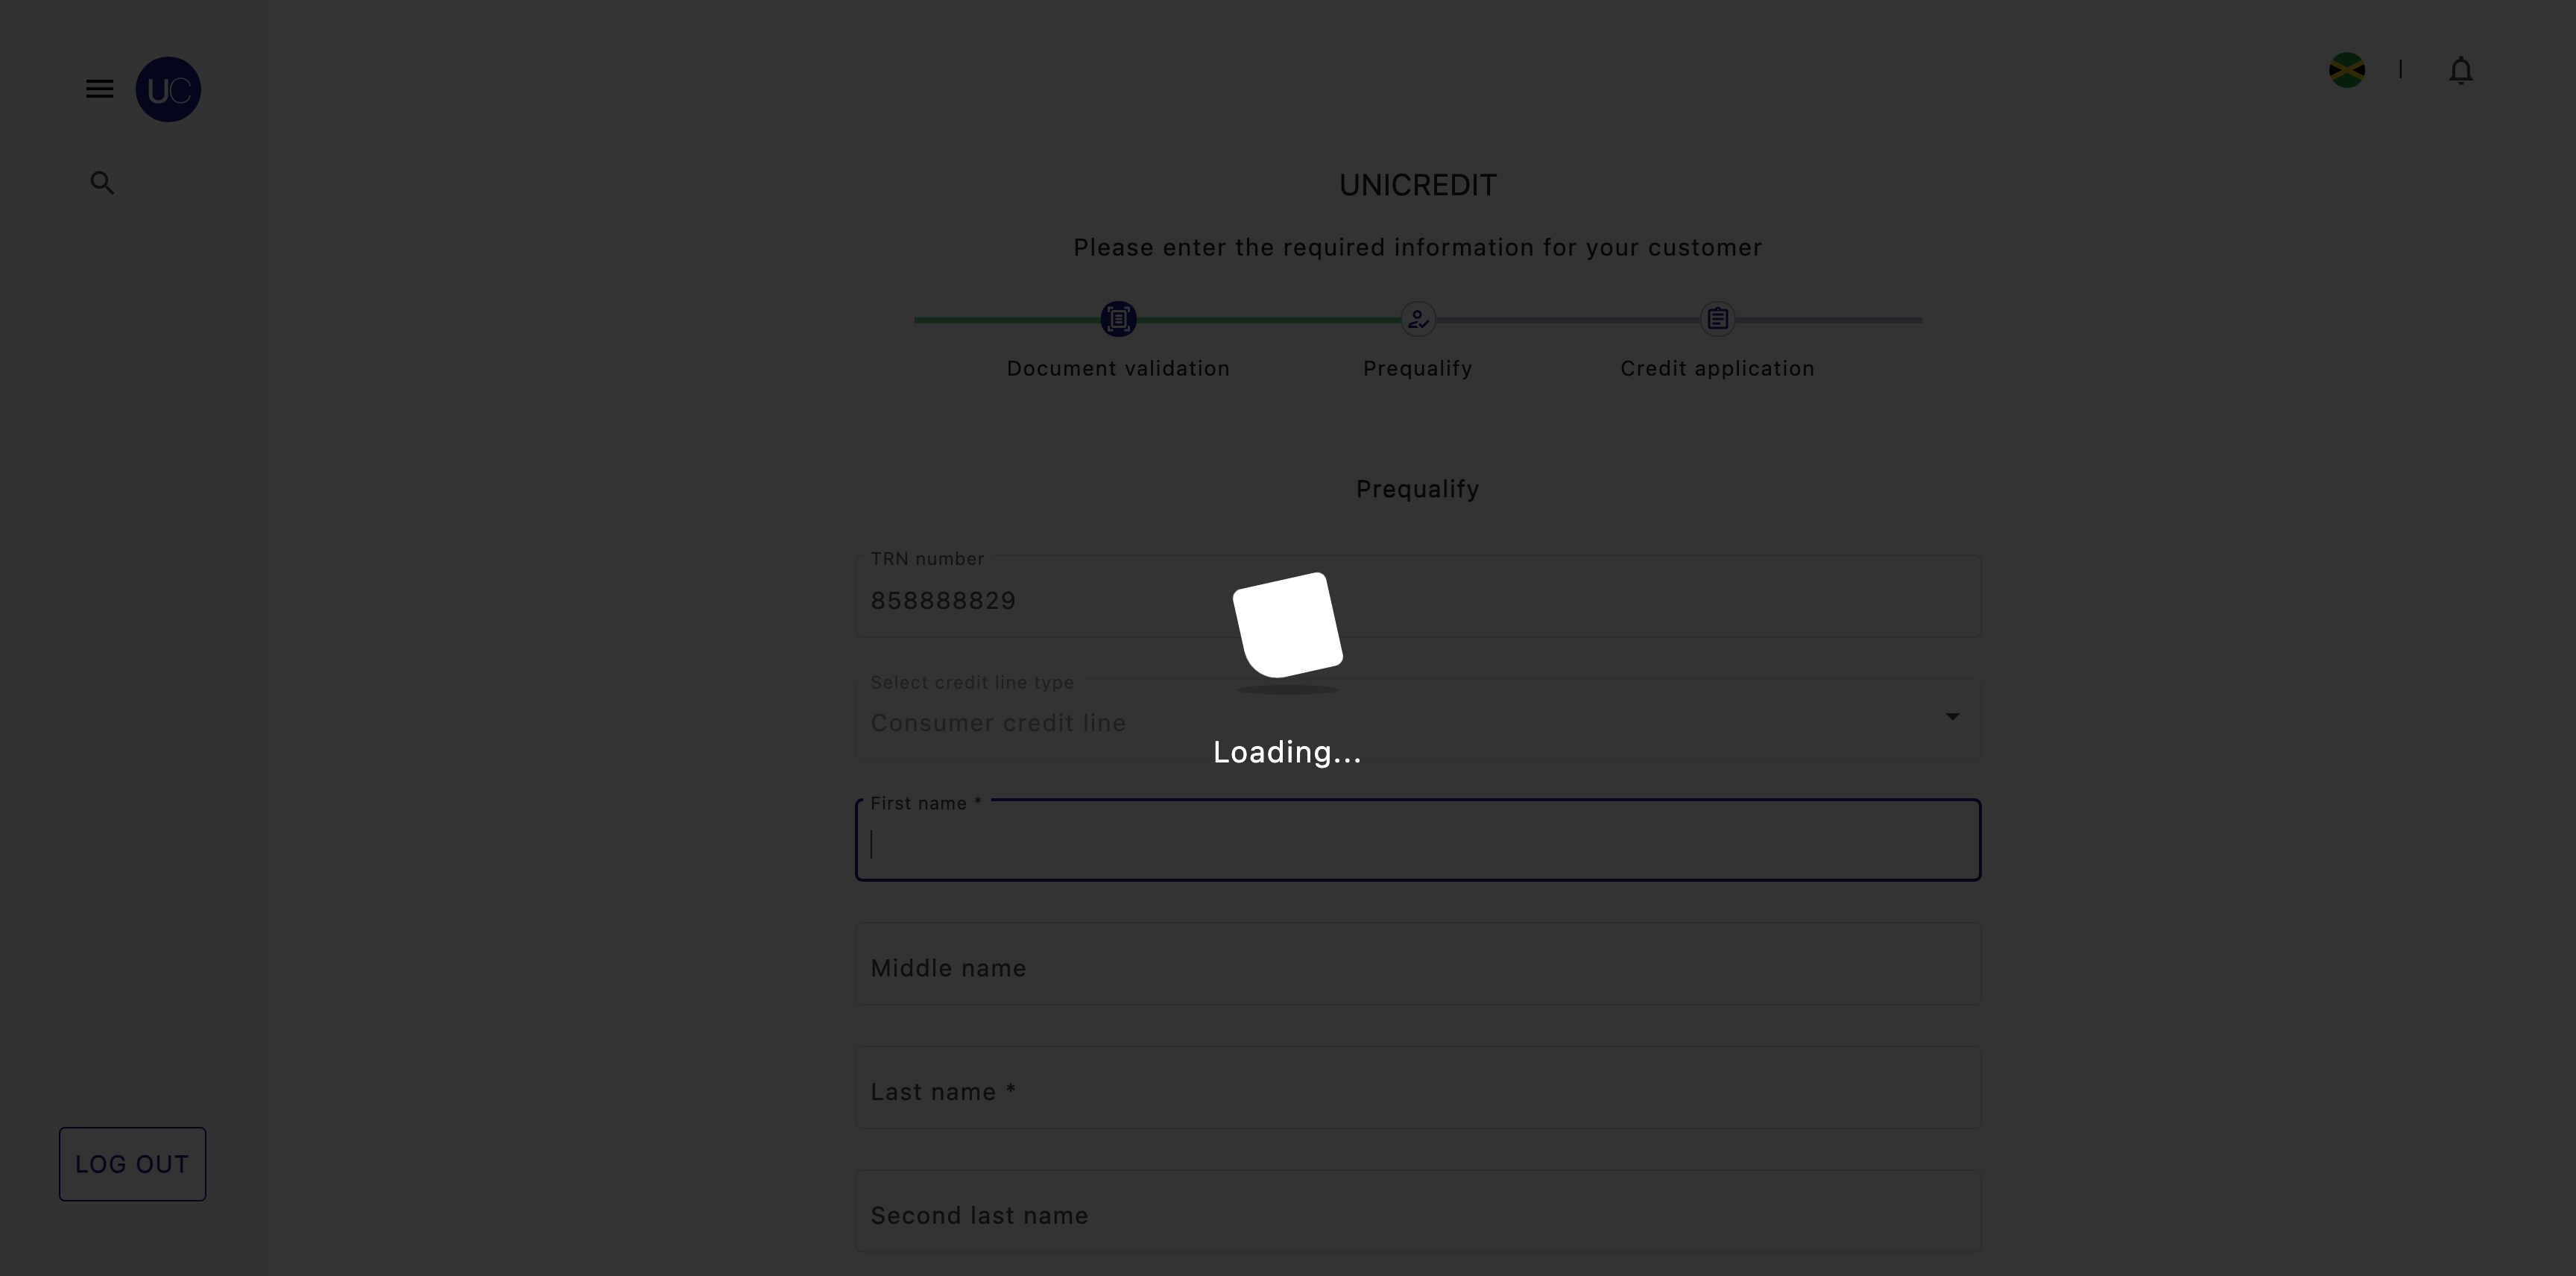 UC
UNICREDIT
Please enter the required information for your customer
Document validation
Prequalify
Credit application
Prequalify
TRN number
858888829
Select credit line type
Consumer credit line
Loading...
First name *
Middle name
Last name *
Second last name
LOG OUT